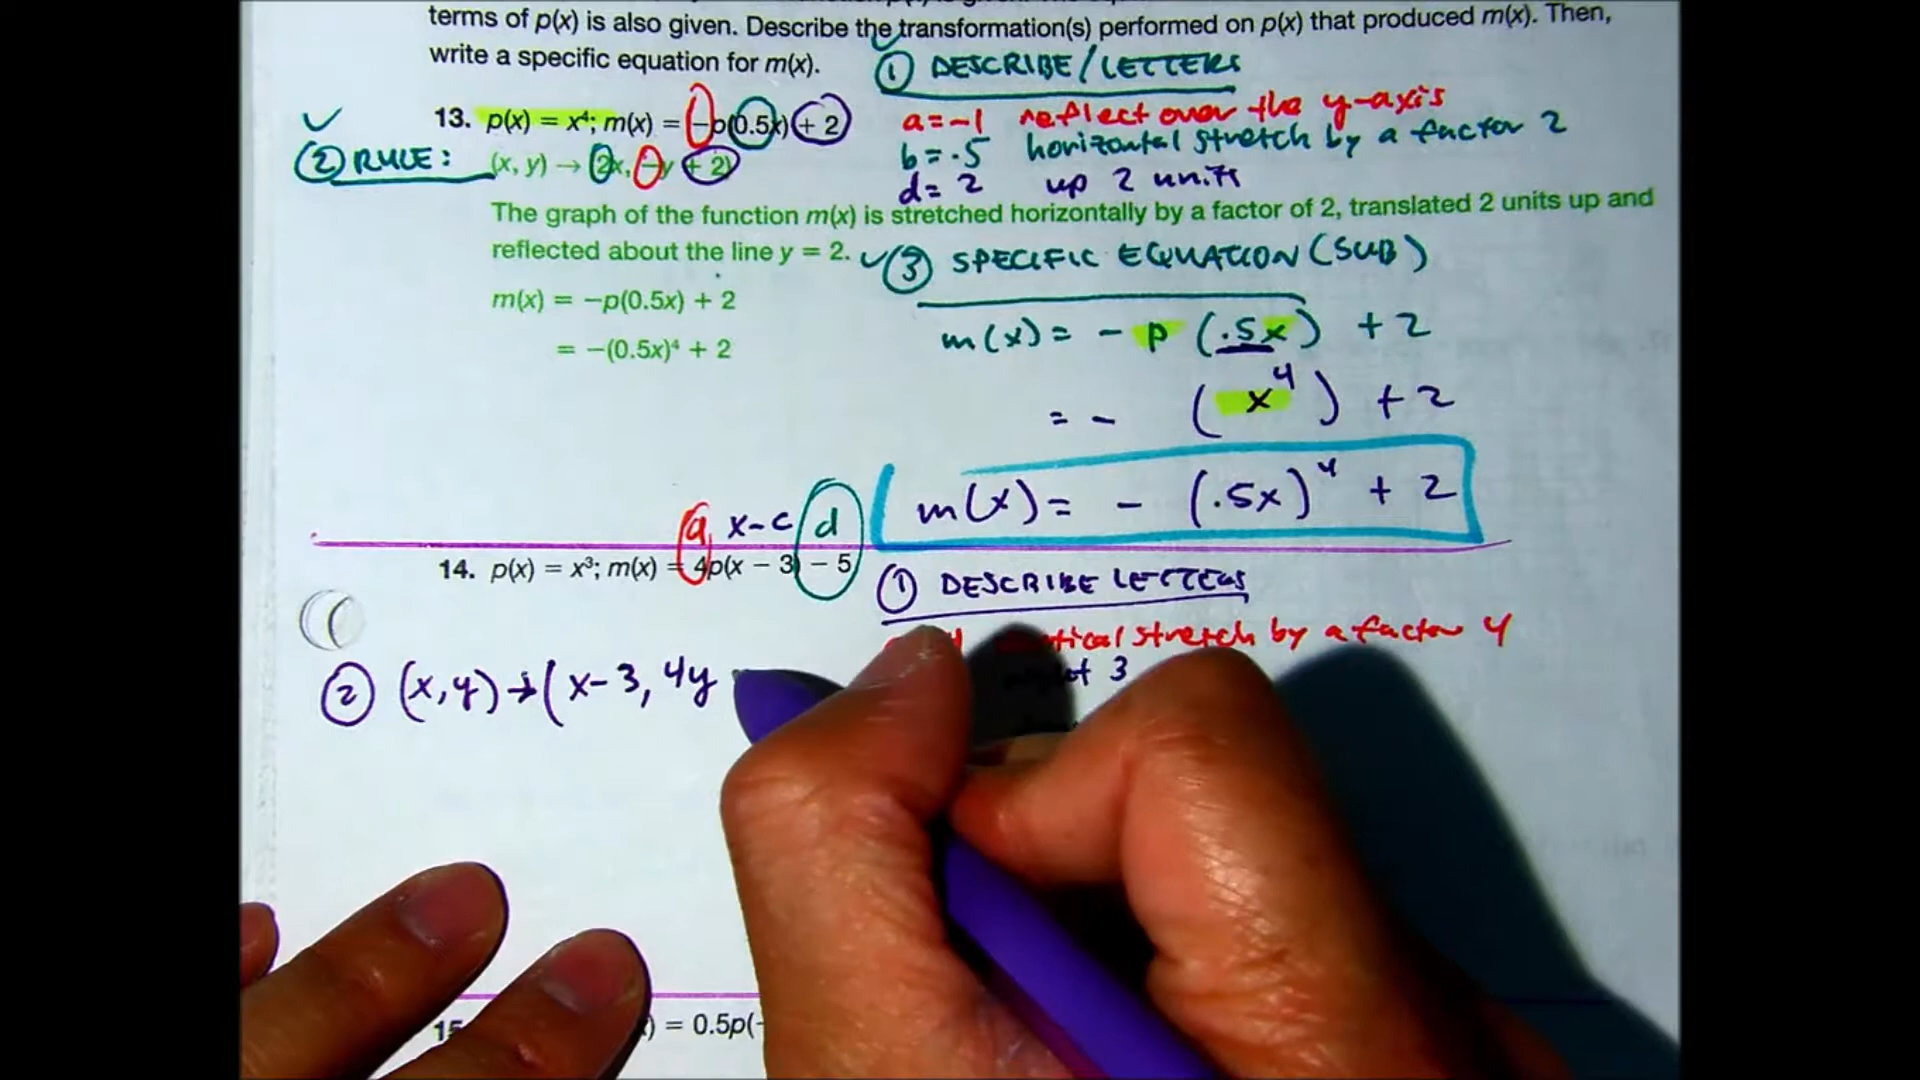 terms of p(x) is also given. Describe the transformation(s) performed on p(x) that produced m(x). Then,
write a specific equation for m(x).
① DESCRIBE/LETTERS
13. p(x) = x⁴; m(x) = −p(0.5x) + 2
a=-1 reflect over the y-axis
b=.5 horizontal stretch by a factor 2
d=2 up 2 units
② RULE: (x, y) → 2x, −y + 2)
The graph of the function m(x) is stretched horizontally by a factor of 2, translated 2 units up and
reflected about the line y = 2.
③ SPECIFIC EQUATION (SUB)
m(x) = −p(0.5x) + 2
= −(0.5x)⁴ + 2
m(x) = - p (.5x) + 2
= - (x⁴) + 2
m(x) = - (.5x)⁴ + 2
a x-c d
14. p(x) = x³; m(x) = 4p(x − 3) − 5
① DESCRIBE LETTERS
stretch by a factor 4
3
② (x,y)→(x-3, 4y
15
) = 0.5p(-